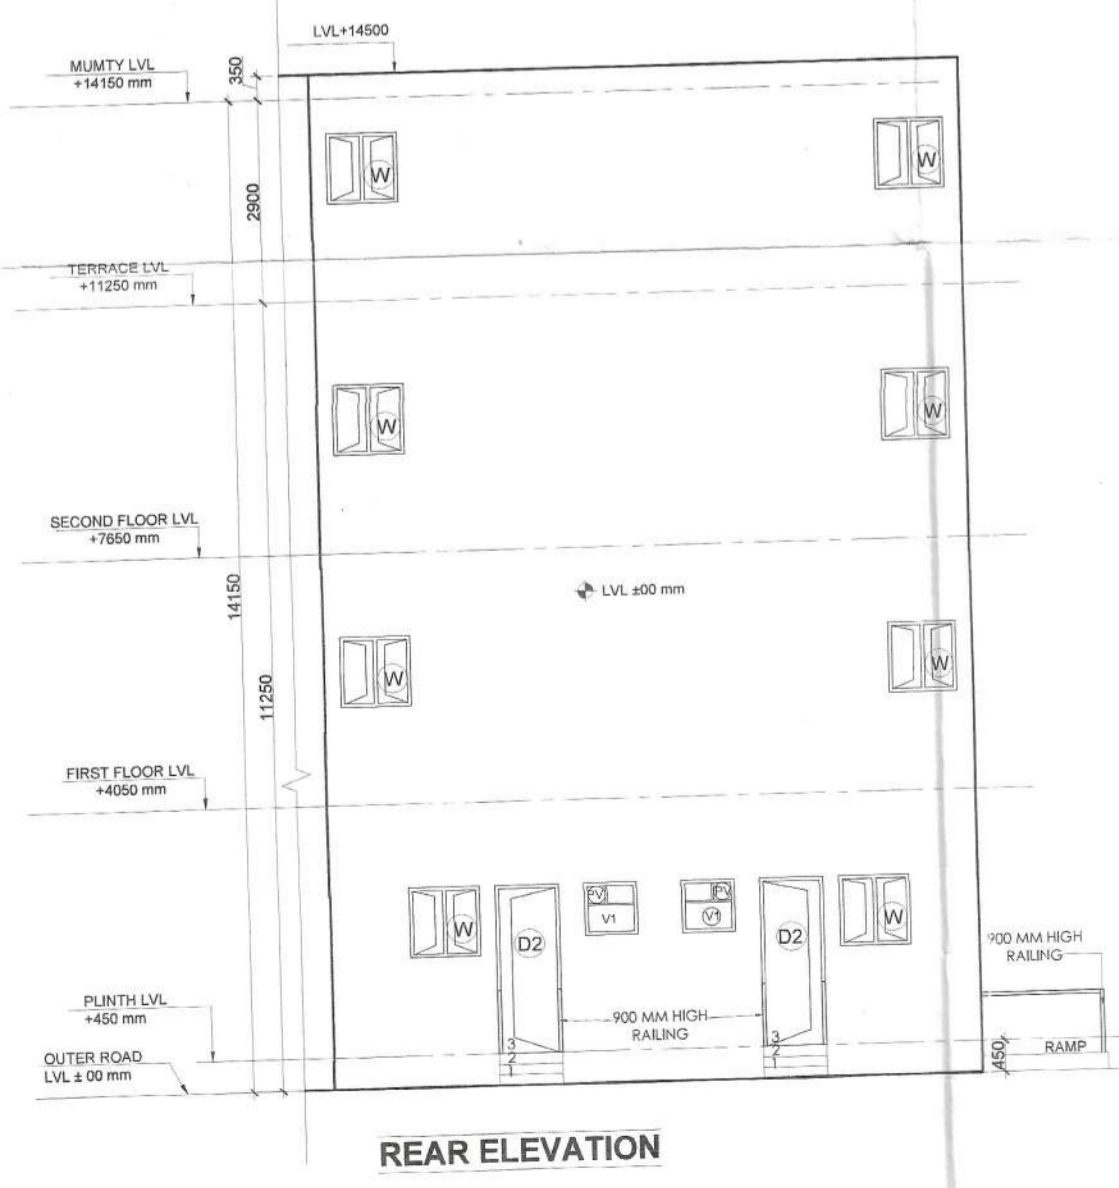 LVL+14500
MUMTY LVL
+14150 mm
350
W
W
2900
TERRACE LVL
+11250 mm
W
W
SECOND FLOOR LVL
+7650 mm
14150
LVL ±00 mm
W
W
11250
FIRST FLOOR LVL
+4050 mm
W
D2
PV
V1
PV
V1
D2
W
900 MM HIGH
RAILING
PLINTH LVL
+450 mm
900 MM HIGH
RAILING
3
2
1
3
2
1
450
RAMP
OUTER ROAD
LVL ± 00 mm
REAR ELEVATION